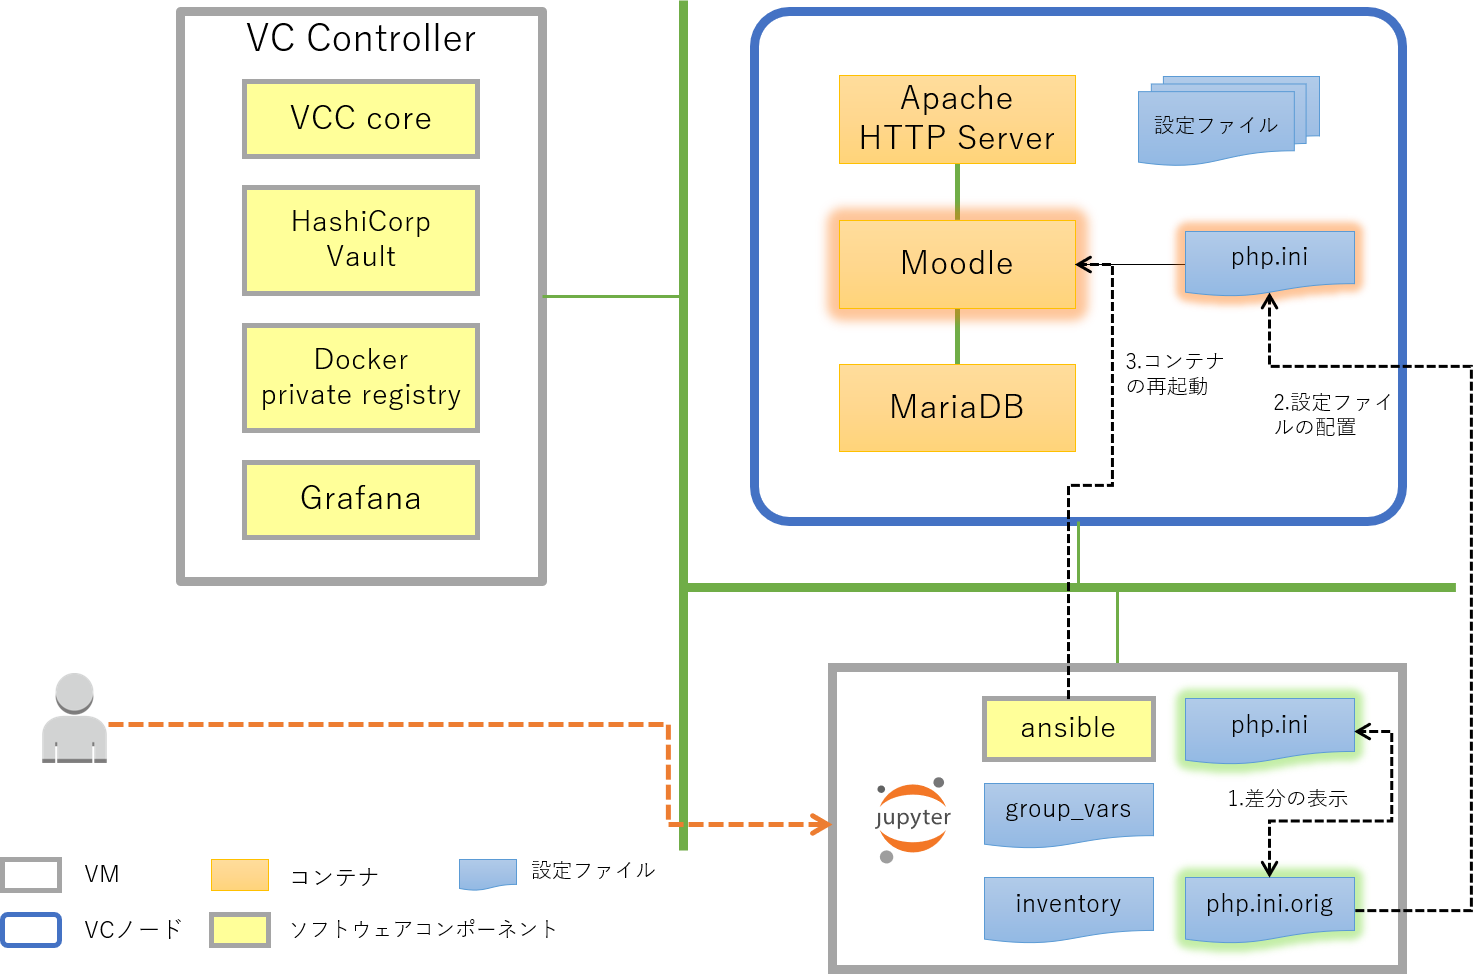 VC Controller
VCC core
HashiCorp
Vault
Docker
private registry
Grafana
Apache
HTTP Server
設定ファイル
Moodle
php.ini
3.コンテナ
の再起動
MariaDB
2.設定ファイ
ルの配置
ansible
php.ini
jupyter
group_vars
1.差分の表示
inventory
php.ini.orig
VM
コンテナ
設定ファイル
VCノード
ソフトウェアコンポーネント